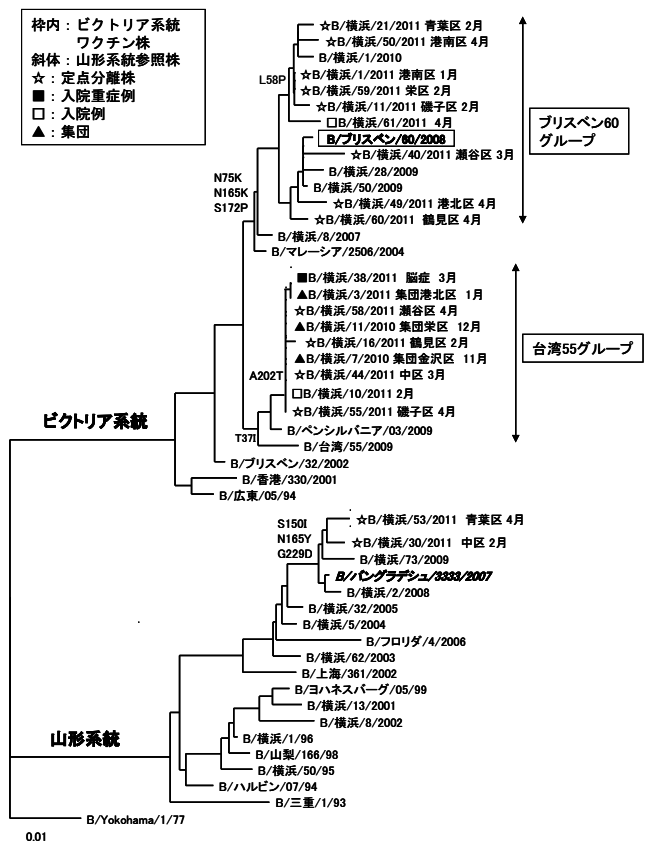 枠内：ビクトリア系統
ワクチン株
斜体：山形系統参照株
☆：定点分離株
■：入院重症例
□：入院例
▲：集団
☆B/横浜/21/2011 青葉区 2月
☆B/横浜/50/2011 港南区 4月
B/横浜/1/2010
L58P
☆B/横浜/1/2011 港南区 1月
☆B/横浜/59/2011 栄区 2月
☆B/横浜/11/2011 磯子区 2月
□B/横浜/61/2011 4月
B/ブリスベン/60/2008
☆B/横浜/40/2011 瀬谷区 3月
B/横浜/28/2009
B/横浜/50/2009
☆B/横浜/49/2011 港北区 4月
☆B/横浜/60/2011 鶴見区 4月
ブリスベン60
グループ
N75K
N165K
S172P
B/横浜/8/2007
B/マレーシア/2506/2004
■B/横浜/38/2011 脳症 3月
▲B/横浜/3/2011 集団港北区 1月
☆B/横浜/58/2011 瀬谷区 4月
▲B/横浜/11/2010 集団栄区 12月
☆B/横浜/16/2011 鶴見区 2月
▲B/横浜/7/2010 集団金沢区 11月
A202T
☆B/横浜/44/2011 中区 3月
□B/横浜/10/2011 2月
☆B/横浜/55/2011 磯子区 4月
台湾55グループ
B/ペンシルバニア/03/2009
T37I
B/台湾/55/2009
ビクトリア系統
B/ブリスベン/32/2002
B/香港/330/2001
B/広東/05/94
S150I
N165Y
G229D
☆B/横浜/53/2011 青葉区 4月
☆B/横浜/30/2011 中区 2月
B/横浜/73/2009
B/バングラデシュ/3333/2007
B/横浜/2/2008
B/横浜/32/2005
B/横浜/5/2004
B/フロリダ/4/2006
B/横浜/62/2003
B/上海/361/2002
B/ヨハネスバーグ/05/99
B/横浜/13/2001
B/横浜/8/2002
山形系統
B/横浜/1/96
B/山梨/166/98
B/横浜/50/95
B/ハルビン/07/94
B/三重/1/93
B/Yokohama/1/77
0.01